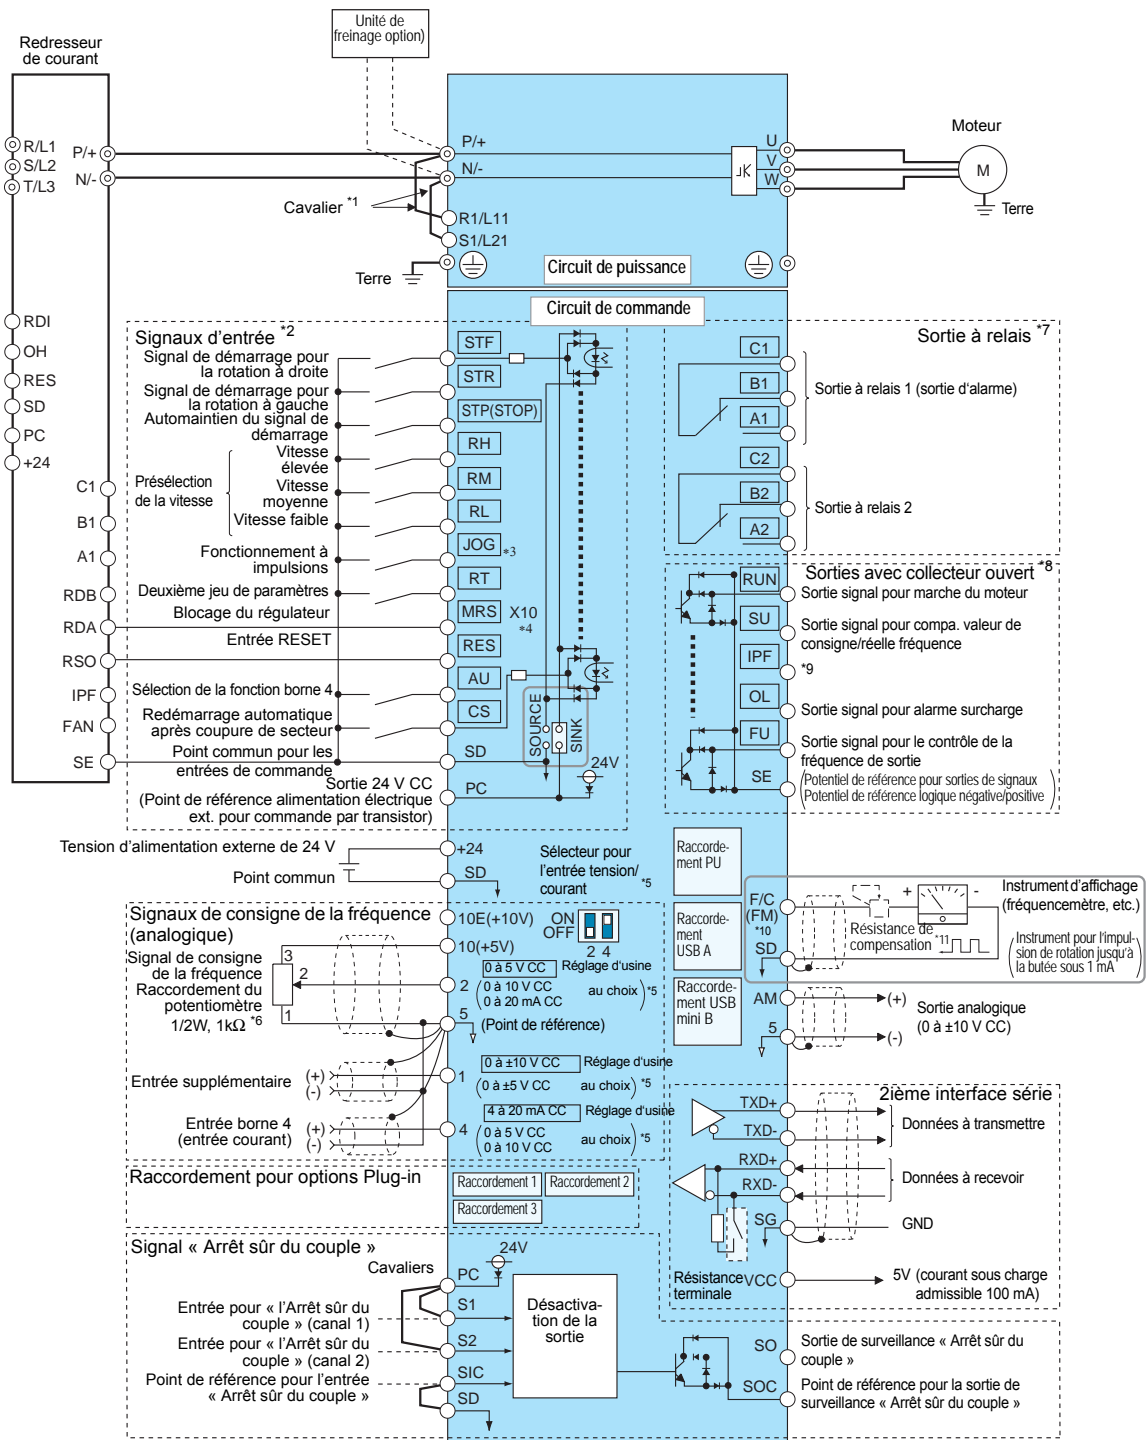 Unité de
freinage option)
Redresseur
de courant
R/L1
S/L2
T/L3
P/+
N/-
P/+
N/-
Cavalier *1
R1/L11
S1/L21
Terre
U
V
W
Moteur
M
Terre
Circuit de puissance
Circuit de commande
RDI
OH
RES
SD
PC
+24
C1
B1
A1
RDB
RDA
RSO
IPF
FAN
SE
Signaux d'entrée *2
Signal de démarrage pour
la rotation à droite
STF
Signal de démarrage pour
la rotation à gauche
STR
Automaintien du signal de
démarrage
STP(STOP)
Présélection
de la vitesse
Vitesse
élevée
RH
Vitesse
moyenne
RM
Vitesse faible
RL
Fonctionnement à
impulsions
JOG *3
Deuxième jeu de paramètres
RT
Blocage du régulateur
MRS X10
*4
Entrée RESET
RES
Sélection de la fonction borne 4
AU
Redémarrage automatique
après coupure de secteur
CS
SOURCE
SINK
Point commun pour les
entrées de commande
SD
24V
Sortie 24 V CC
(Point de référence alimentation électrique
ext. pour commande par transistor)
PC
Sortie à relais *7
C1
B1
A1
Sortie à relais 1 (sortie d'alarme)
C2
B2
A2
Sortie à relais 2
Sorties avec collecteur ouvert *8
RUN
Sortie signal pour marche du moteur
SU
Sortie signal pour compa. valeur de
consigne/réelle fréquence
IPF
*9
OL
Sortie signal pour alarme surcharge
FU
Sortie signal pour le contrôle de la
fréquence de sortie
SE
(Potentiel de référence pour sorties de signaux
Potentiel de référence logique négative/positive)
Tension d'alimentation externe de 24 V
+24
Point commun
SD
Sélecteur pour
l'entrée tension/
courant *5
Raccorde-
ment PU
Raccorde-
ment
USB A
Raccorde-
ment USB
mini B
F/C
(FM)
*10
SD
+
-
Instrument d'affichage
(fréquencemètre, etc.)
Résistance de
compensation *11
(Instrument pour l'impul-
sion de rotation jusqu'à
la butée sous 1 mA)
AM
(+)
Sortie analogique
(0 à ±10 V CC)
5
(-)
Signaux de consigne de la fréquence
(analogique)
10E(+10V)
ON
OFF
2 4
10(+5V)
Signal de consigne
de la fréquence
Raccordement du
potentiomètre
1/2W, 1kΩ *6
3
2
1
2
0 à 5 V CC Réglage d'usine
(0 à 10 V CC
0 à 20 mA CC au choix) *5
5
(Point de référence)
Entrée supplémentaire
(+)
(-)
1
0 à ±10 V CC Réglage d'usine
(0 à ±5 V CC au choix) *5
Entrée borne 4
(entrée courant)
(+)
(-)
4
4 à 20 mA CC Réglage d'usine
(0 à 5 V CC
0 à 10 V CC au choix) *5
2ième interface série
TXD+
TXD-
Données à transmettre
RXD+
RXD-
Données à recevoir
SG
GND
Résistance
terminale
VCC
5V (courant sous charge
admissible 100 mA)
Raccordement pour options Plug-in
Raccordement 1
Raccordement 2
Raccordement 3
Signal « Arrêt sûr du couple »
Cavaliers
24V
PC
Entrée pour « l'Arrêt sûr du
couple » (canal 1)
S1
Entrée pour « l'Arrêt sûr du
couple » (canal 2)
S2
Point de référence pour l'entrée
« Arrêt sûr du couple »
SIC
SD
Désactiva-
tion de la
sortie
SO
Sortie de surveillance « Arrêt sûr du
couple »
SOC
Point de référence pour la sortie de
surveillance « Arrêt sûr du couple »